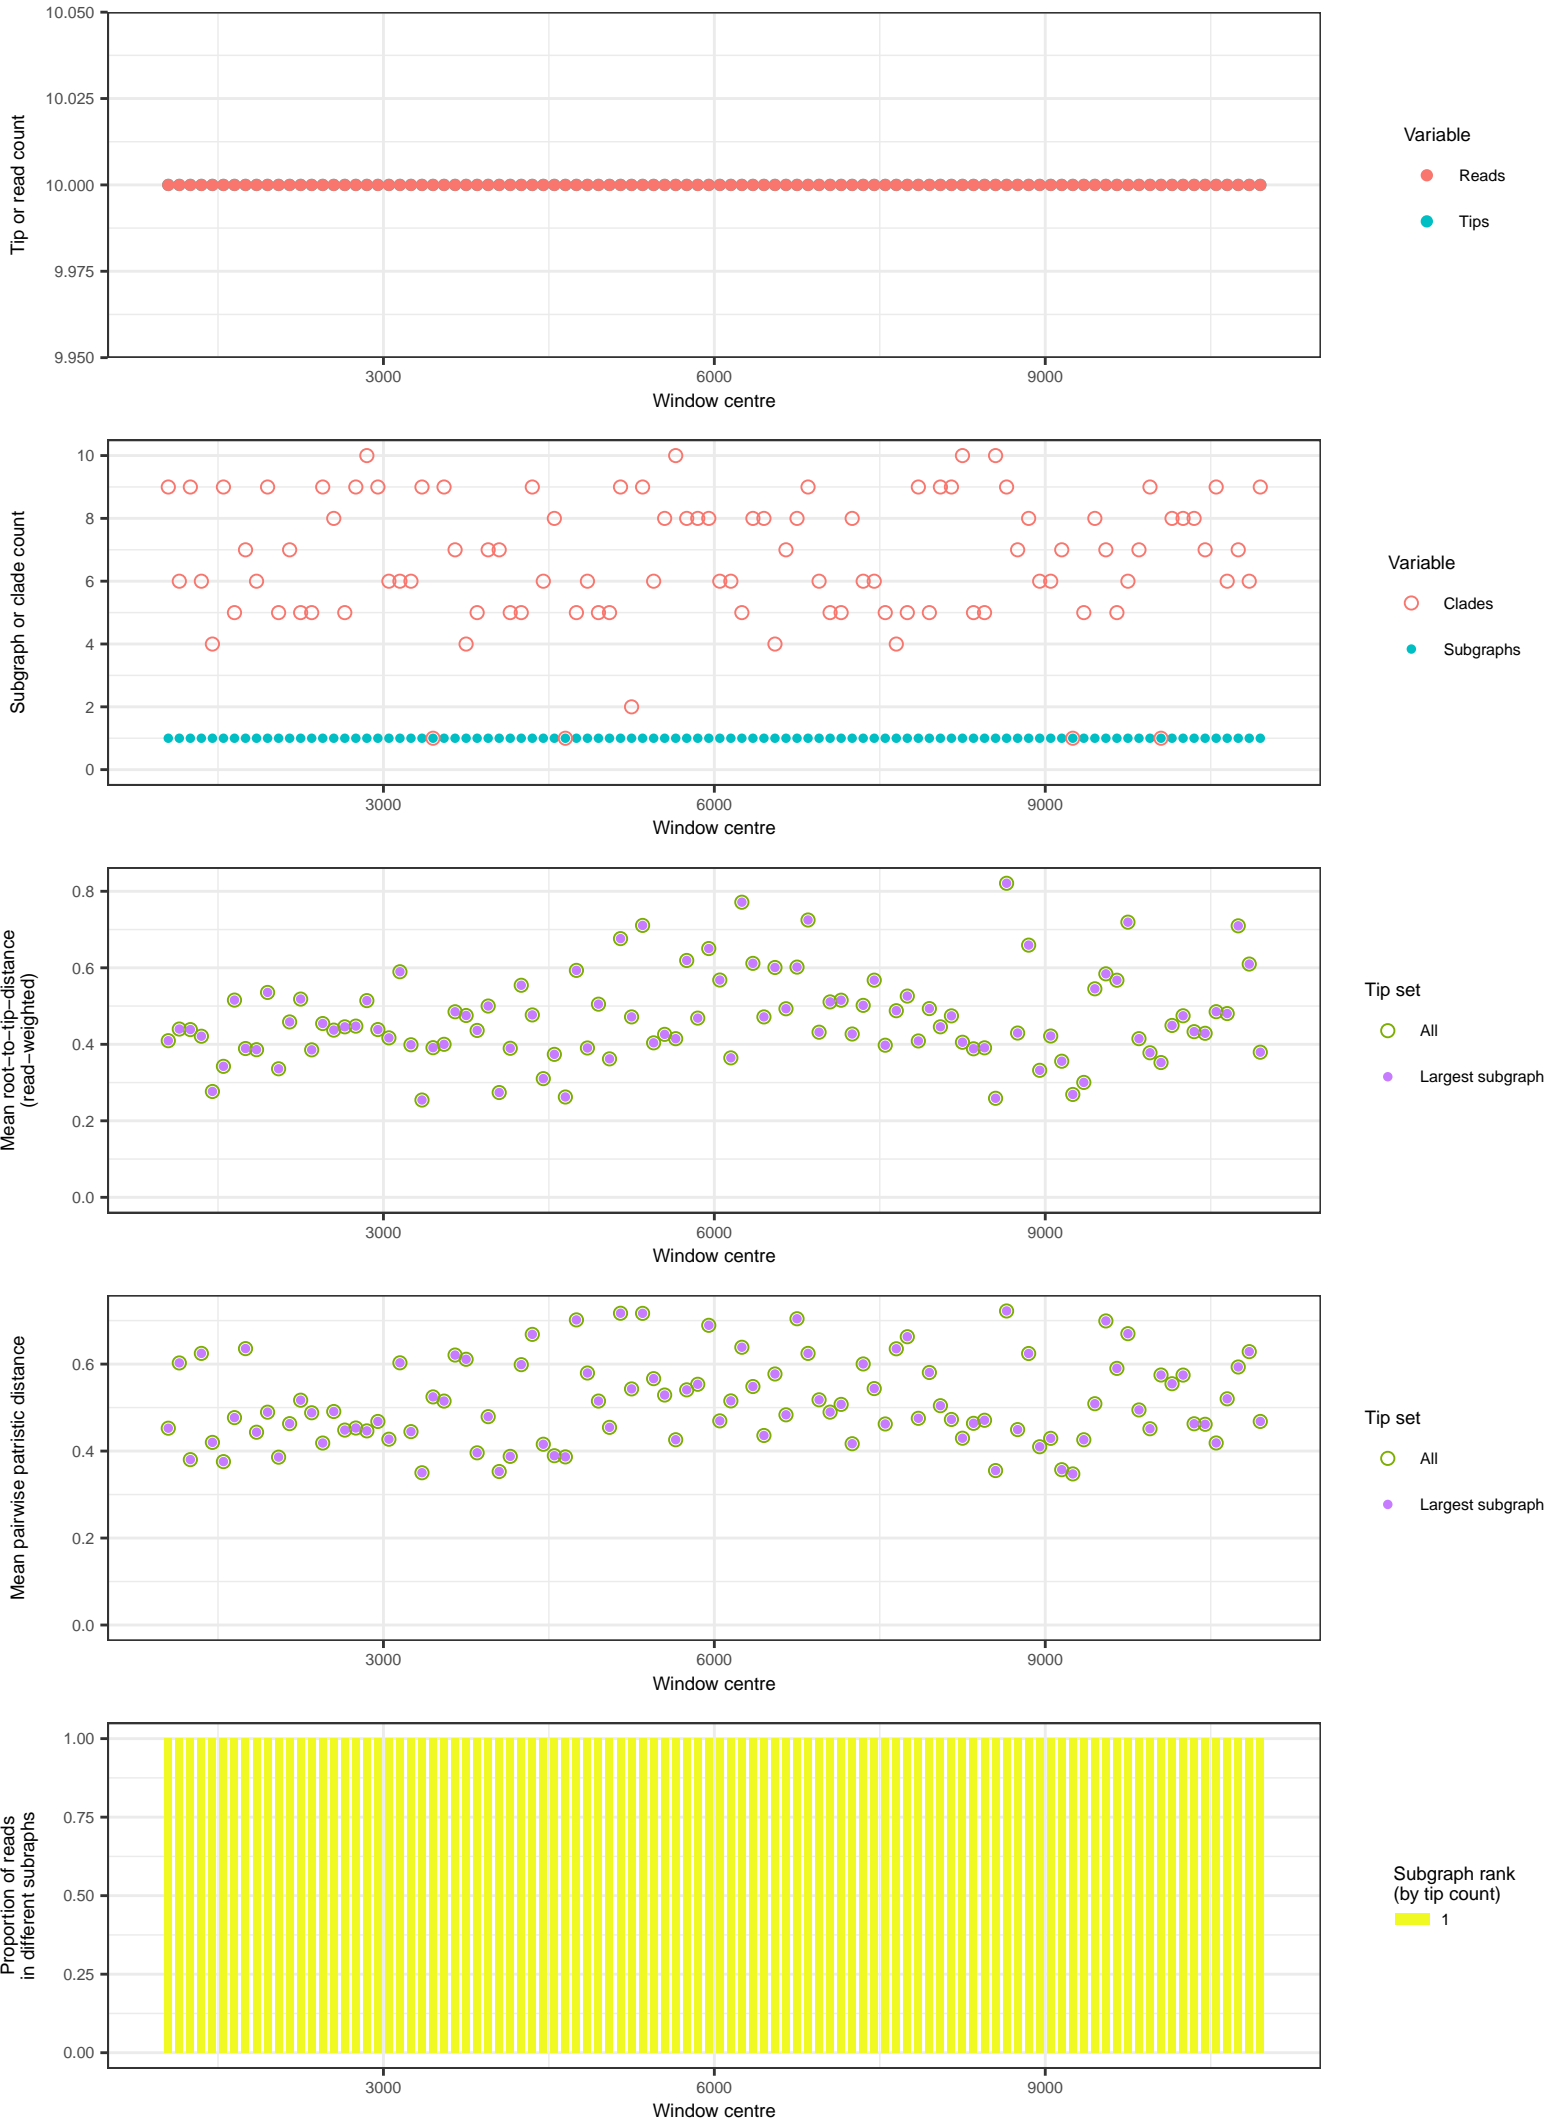 10.050
10.025
10.000
9.975
9.950
Tip or read count
3000 6000 9000
Window centre
Variable
Reads
Tips
10
8
6
4
2
0
Subgraph or clade count
3000 6000 9000
Window centre
Variable
Clades
Subgraphs
0.8
0.6
0.4
0.2
0.0
Mean root−to−tip−distance
(read−weighted)
3000 6000 9000
Window centre
Tip set
All
Largest subgraph
0.6
0.4
0.2
0.0
Mean pairwise patristic distance
3000 6000 9000
Window centre
Tip set
All
Largest subgraph
1.00
0.75
0.50
0.25
0.00
Proportion of reads
in different subraphs
3000 6000 9000
Window centre
Subgraph rank
(by tip count)
1